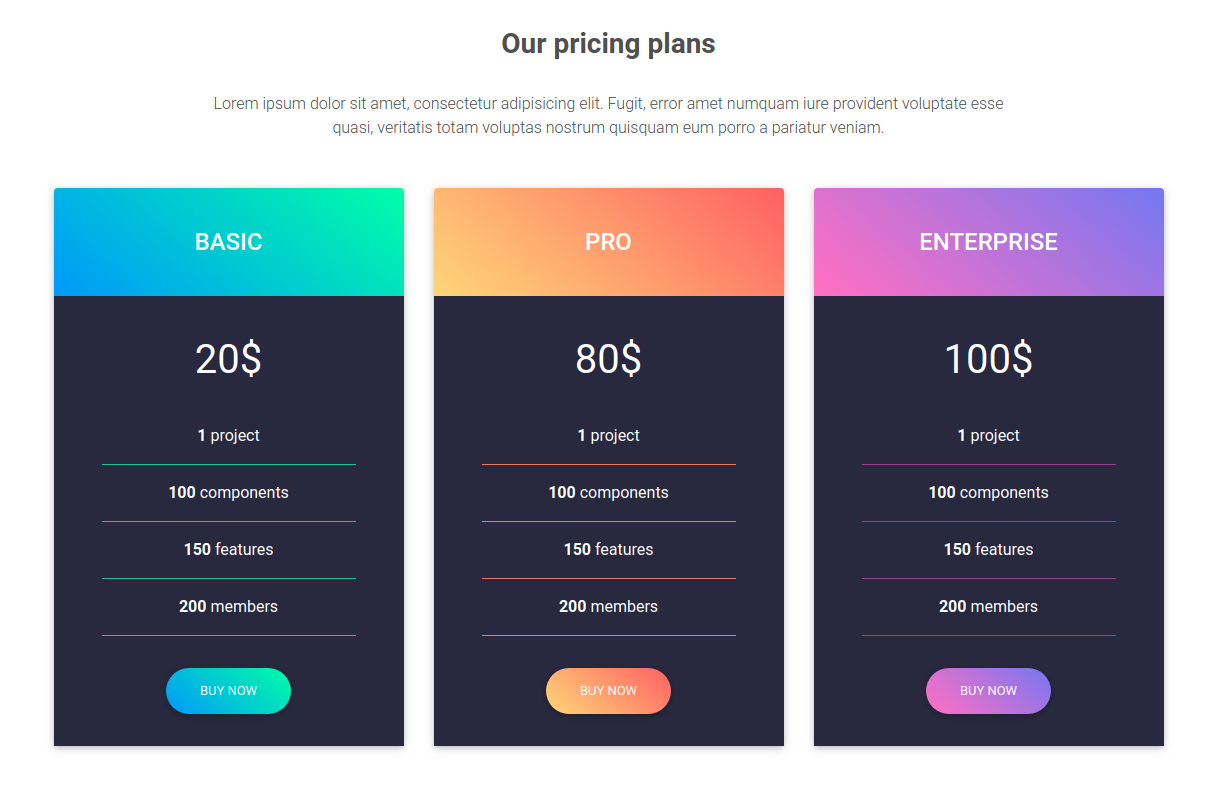 Our pricing plans
Lorem ipsum dolor sit amet, consectetur adipisicing elit. Fugit, error amet numquam iure provident voluptate esse
quasi, veritatis totam voluptas nostrum quisquam eum porro a pariatur veniam.
BASIC
20$
1 project
100 components
150 features
200 members
BUY NOW
PRO
80$
1 project
100 components
150 features
200 members
BUY NOW
ENTERPRISE
100$
1 project
100 components
150 features
200 members
BUY NOW